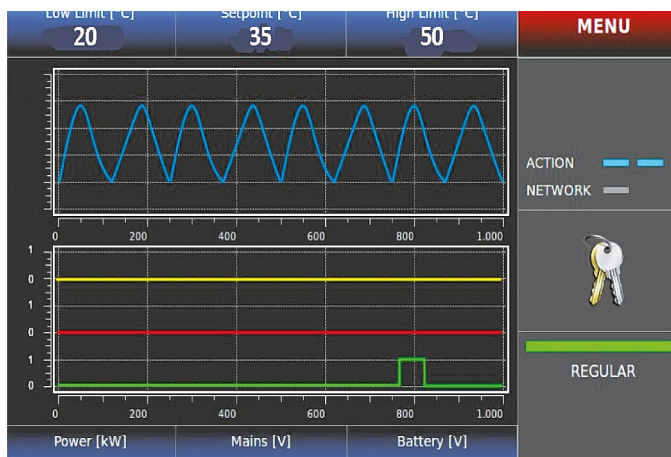 Low Limit [°C]
Setpoint [°C]
High Limit [°C]
20
35
50
MENU
ACTION
NETWORK
0
200
400
600
800
1.000
1
0
1
0
1
0
0
200
400
600
800
1.000
REGULAR
Power [kW]
Mains [V]
Battery [V]